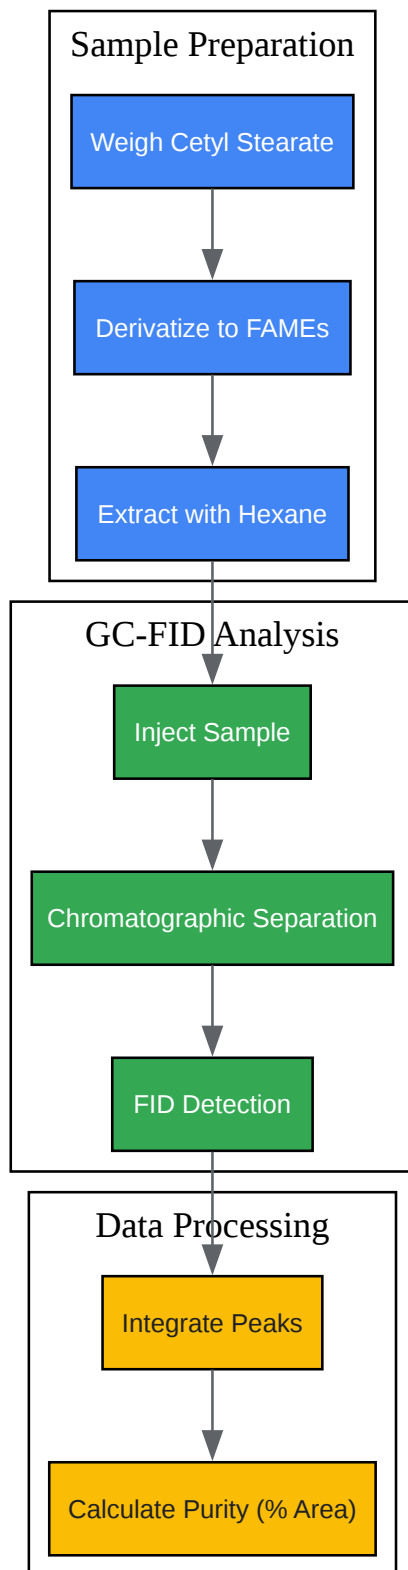 Sample Preparation
Weigh Cetyl Stearate
Derivatize to FAMEs
Extract with Hexane
GC-FID Analysis
Inject Sample
Chromatographic Separation
FID Detection
Data Processing
Integrate Peaks
Calculate Purity (% Area)